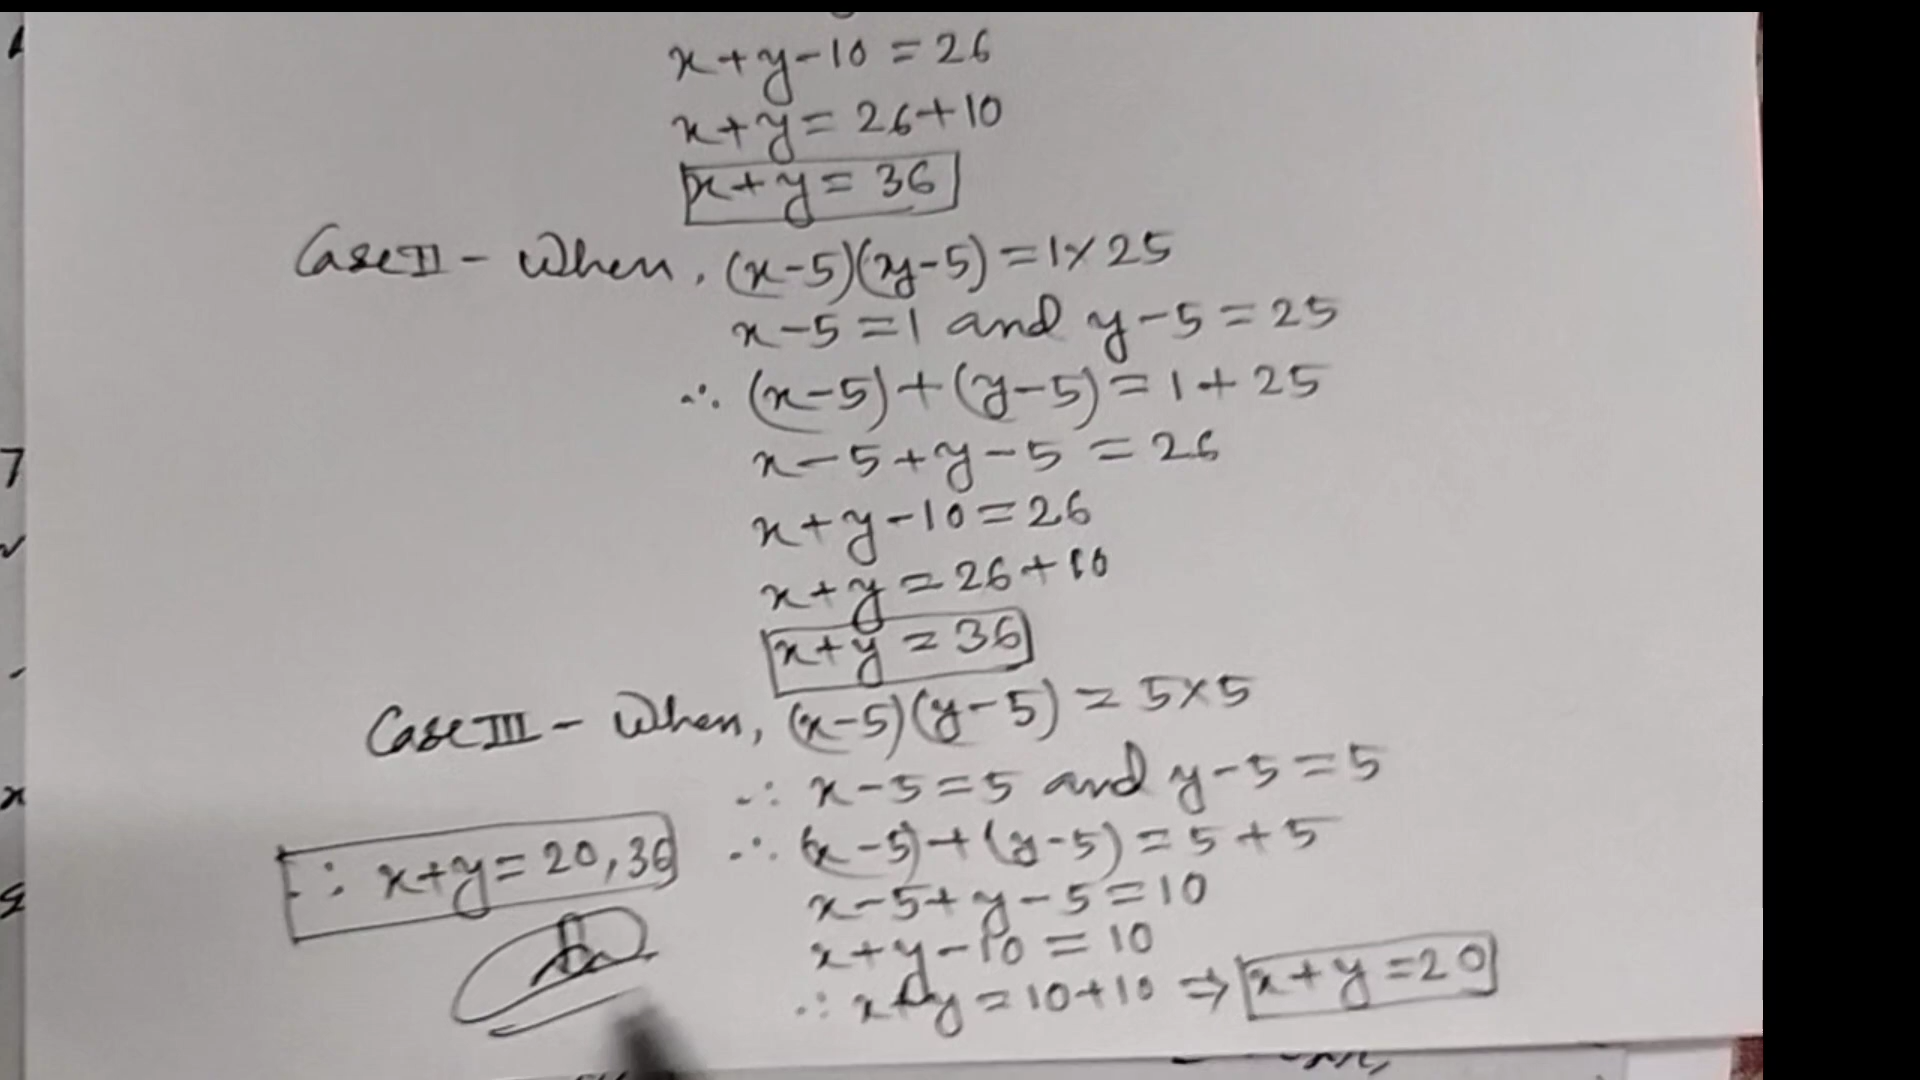 x+y-10=26
x+y=26+10
x+y=36
Case II - When, (x-5)(y-5)=1×25
x-5=1 and y-5=25
∴ (x-5)+(y-5)=1+25
x-5+y-5=26
x+y-10=26
x+y=26+10
x+y=36
Case III - When, (x-5)(y-5)=5×5
∴ x-5=5 and y-5=5
∴ (x-5)+(y-5)=5+5
x-5+y-5=10
x+y-10=10
∴ x+y=10+10 ⇒ x+y=20
∴ x+y=20,36